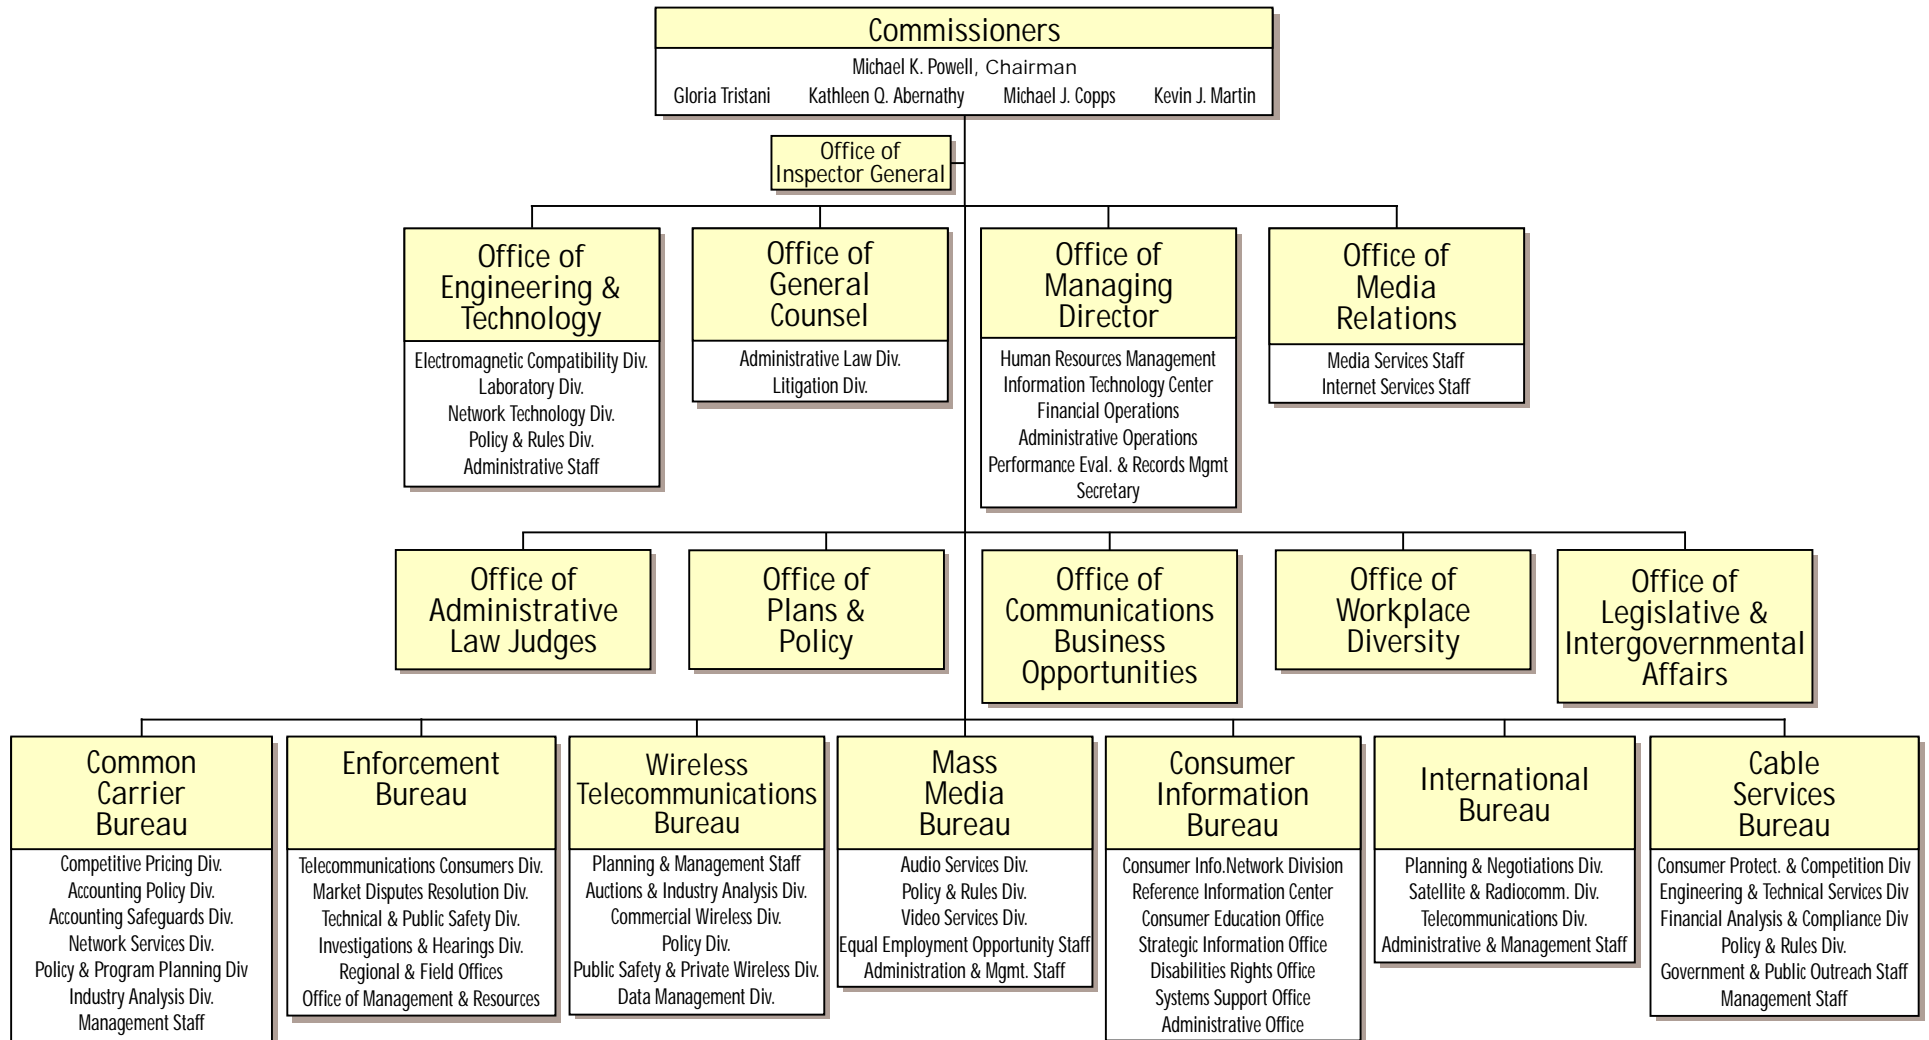 Commissioners
Michael K. Powell, Chairman
Gloria Tristani Kathleen Q. Abernathy Michael J. Copps Kevin J. Martin
Office of
Inspector General
Office of
Engineering &
Technology
Electromagnetic Compatibility Div.
Laboratory Div.
Network Technology Div.
Policy & Rules Div.
Administrative Staff
Office of
General
Counsel
Administrative Law Div.
Litigation Div.
Office of
Managing
Director
Human Resources Management
Information Technology Center
Financial Operations
Administrative Operations
Performance Eval. & Records Mgmt
Secretary
Office of
Media
Relations
Media Services Staff
Internet Services Staff
Office of
Administrative
Law Judges
Office of
Plans &
Policy
Office of
Communications
Business
Opportunities
Office of
Workplace
Diversity
Office of
Legislative &
Intergovernmental
Affairs
Common
Carrier
Bureau
Competitive Pricing Div.
Accounting Policy Div.
Accounting Safeguards Div.
Network Services Div.
Policy & Program Planning Div
Industry Analysis Div.
Management Staff
Enforcement
Bureau
Telecommunications Consumers Div.
Market Disputes Resolution Div.
Technical & Public Safety Div.
Investigations & Hearings Div.
Regional & Field Offices
Office of Management & Resources
Wireless
Telecommunications
Bureau
Planning & Management Staff
Auctions & Industry Analysis Div.
Commercial Wireless Div.
Policy Div.
Public Safety & Private Wireless Div.
Data Management Div.
Mass
Media
Bureau
Audio Services Div.
Policy & Rules Div.
Video Services Div.
Equal Employment Opportunity Staff
Administration & Mgmt. Staff
Consumer
Information
Bureau
Consumer Info.Network Division
Reference Information Center
Consumer Education Office
Strategic Information Office
Disabilities Rights Office
Systems Support Office
Administrative Office
International
Bureau
Planning & Negotiations Div.
Satellite & Radiocomm. Div.
Telecommunications Div.
Administrative & Management Staff
Cable
Services
Bureau
Consumer Protect. & Competition Div
Engineering & Technical Services Div
Financial Analysis & Compliance Div
Policy & Rules Div.
Government & Public Outreach Staff
Management Staff